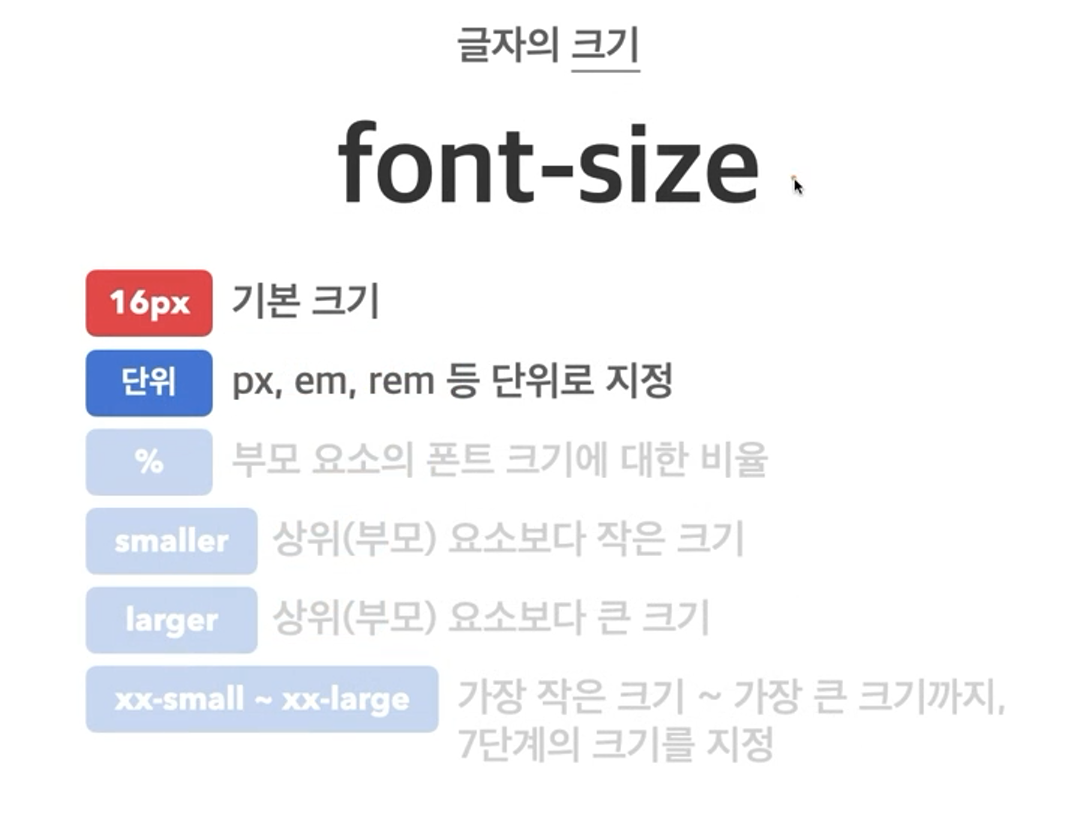 글자의 크기
font-size
16px 기본 크기
단위 px, em, rem 등 단위로 지정
% 부모 요소의 폰트 크기에 대한 비율
smaller 상위(부모) 요소보다 작은 크기
larger 상위(부모) 요소보다 큰 크기
xx-small ~ xx-large 가장 작은 크기 ~ 가장 큰 크기까지,
7단계의 크기를 지정